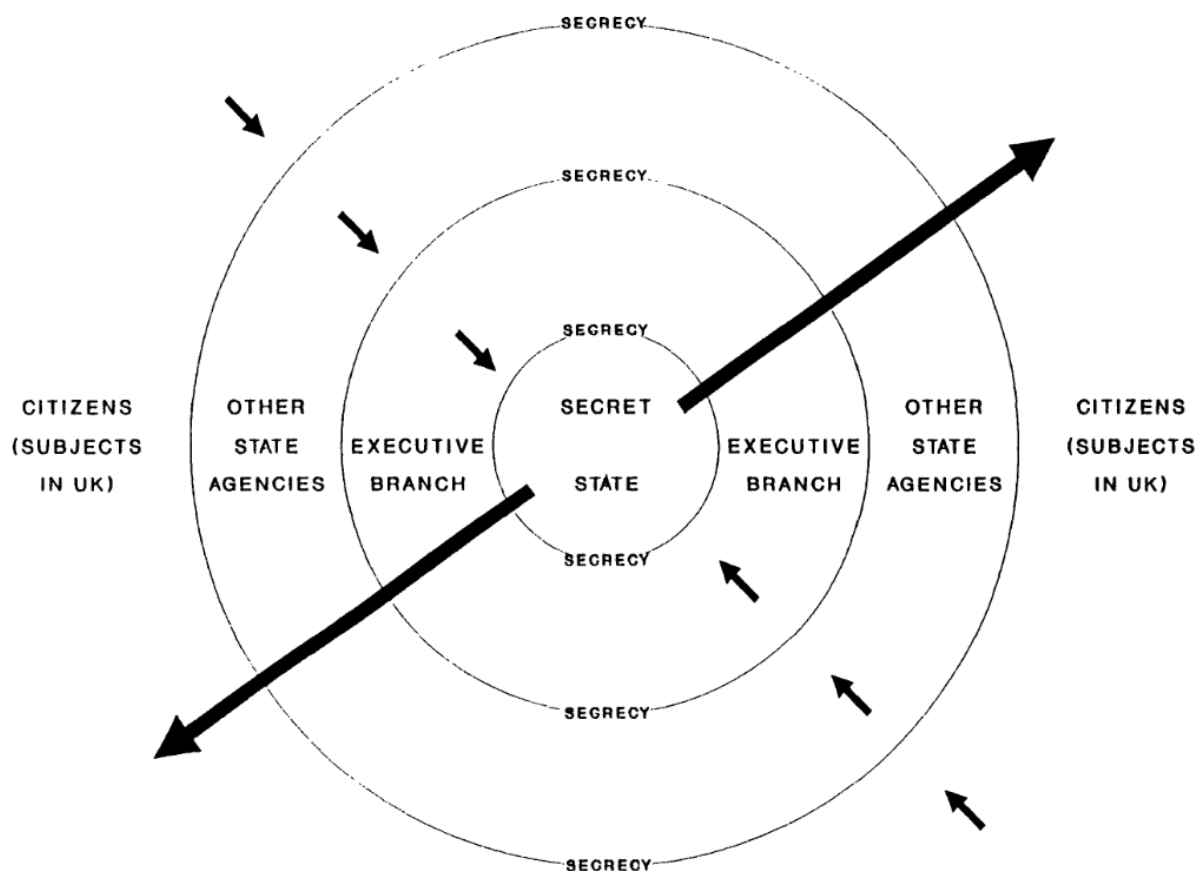 SECRECY
SECRECY
SECRECY
CITIZENS
(SUBJECTS
IN UK)
OTHER
STATE
AGENCIES
EXECUTIVE
BRANCH
SECRET
STATE
EXECUTIVE
BRANCH
OTHER
STATE
AGENCIES
CITIZENS
(SUBJECTS
IN UK)
SECRECY
SECRECY
SECRECY